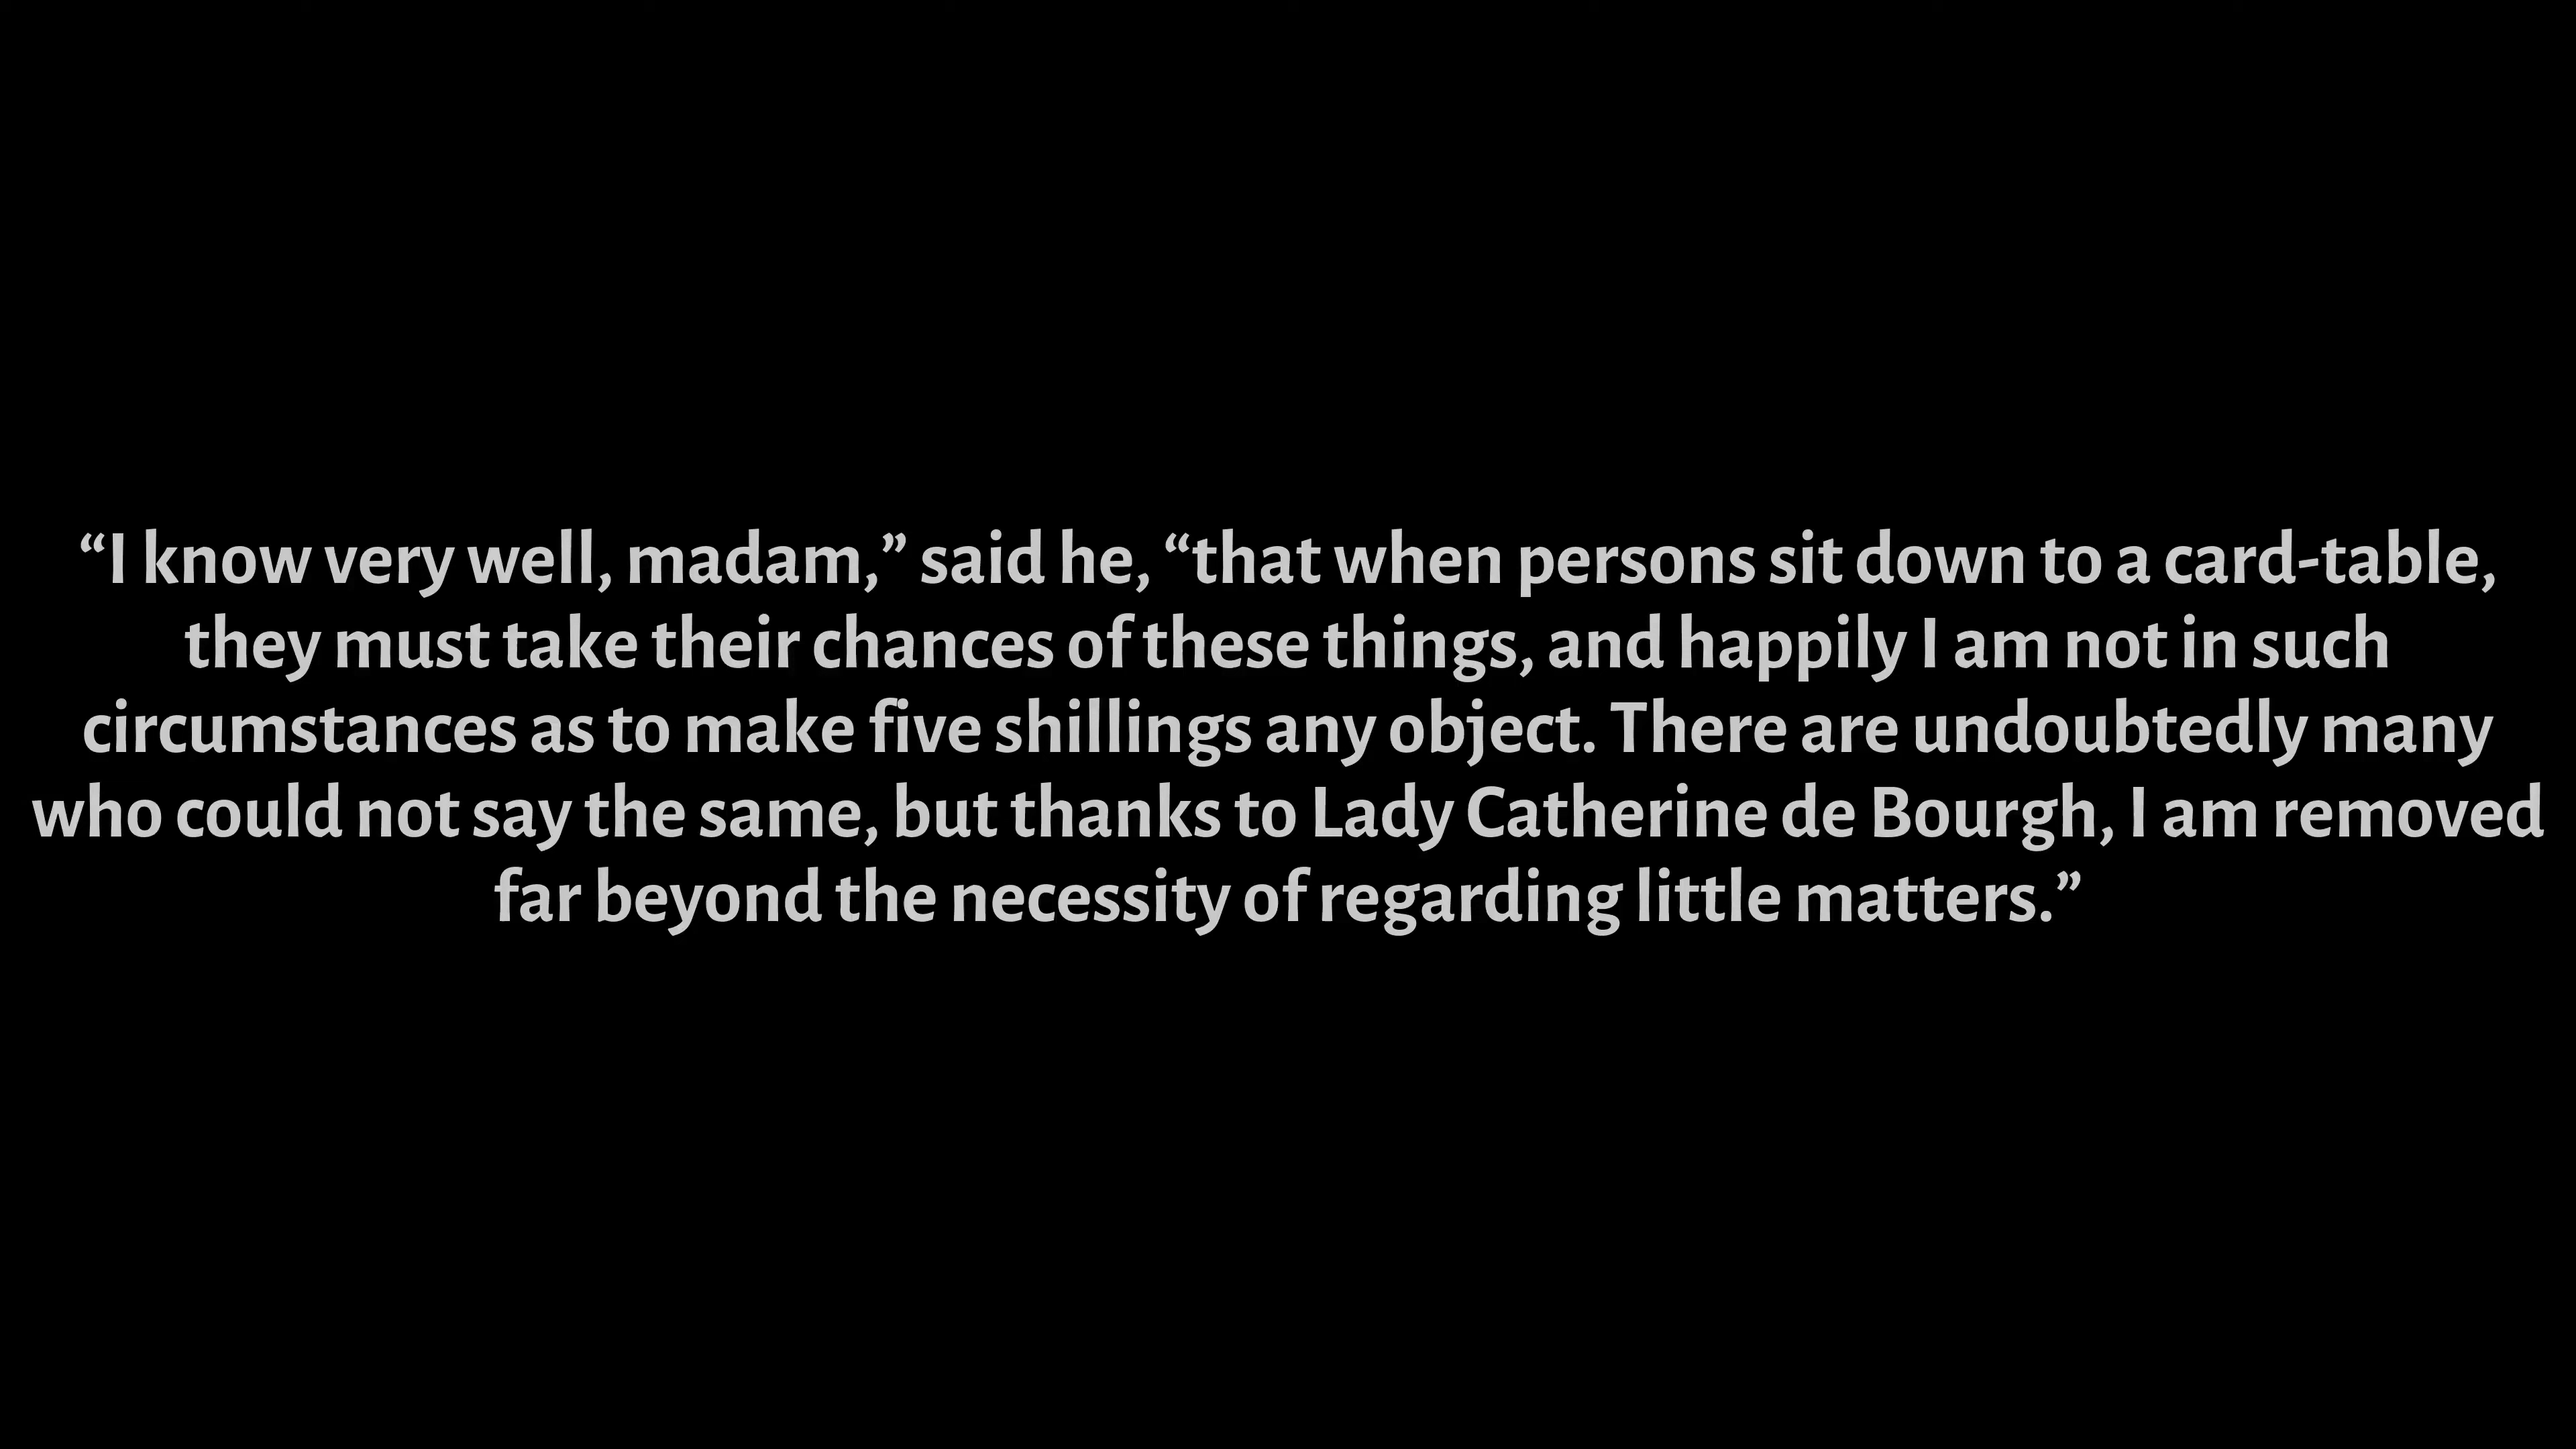 “I know very well, madam,” said he, “that when persons sit down to a card-table,
they must take their chances of these things, and happily I am not in such
circumstances as to make five shillings any object. There are undoubtedly many
who could not say the same, but thanks to Lady Catherine de Bourgh, I am removed
far beyond the necessity of regarding little matters.”